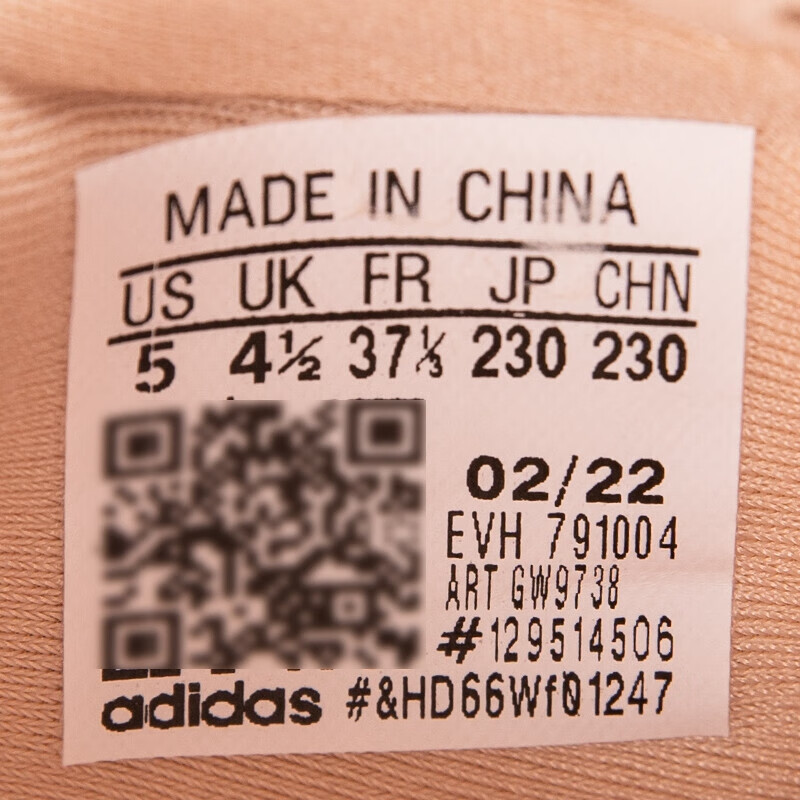 MADE IN CHINA
US UK FR JP CHN
5 4½ 37⅓ 230 230
02/22
EVH 791004
ART GW9738
#129514506
adidas #&HD66Wf01247